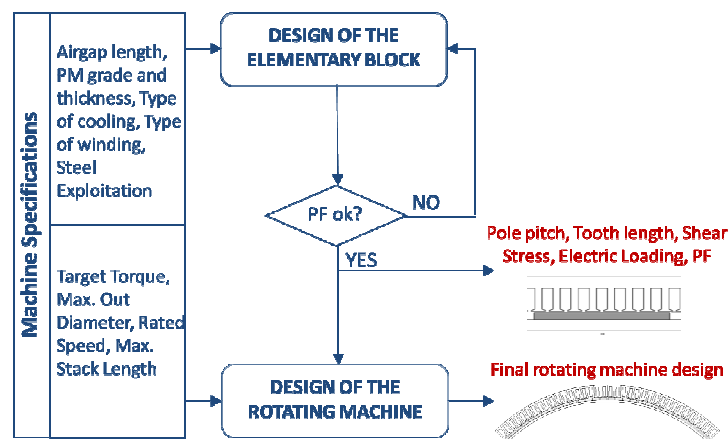 Machine Specifications
Airgap length,
PM grade and
thickness, Type
of cooling, Type
of winding,
Steel
Exploitation
Target Torque,
Max. Out
Diameter, Rated
Speed, Max.
Stack Length
DESIGN OF THE
ELEMENTARY BLOCK
PF ok?
NO
YES
Pole pitch, Tooth length, Shear
Stress, Electric Loading, PF
DESIGN OF THE
ROTATING MACHINE
Final rotating machine design